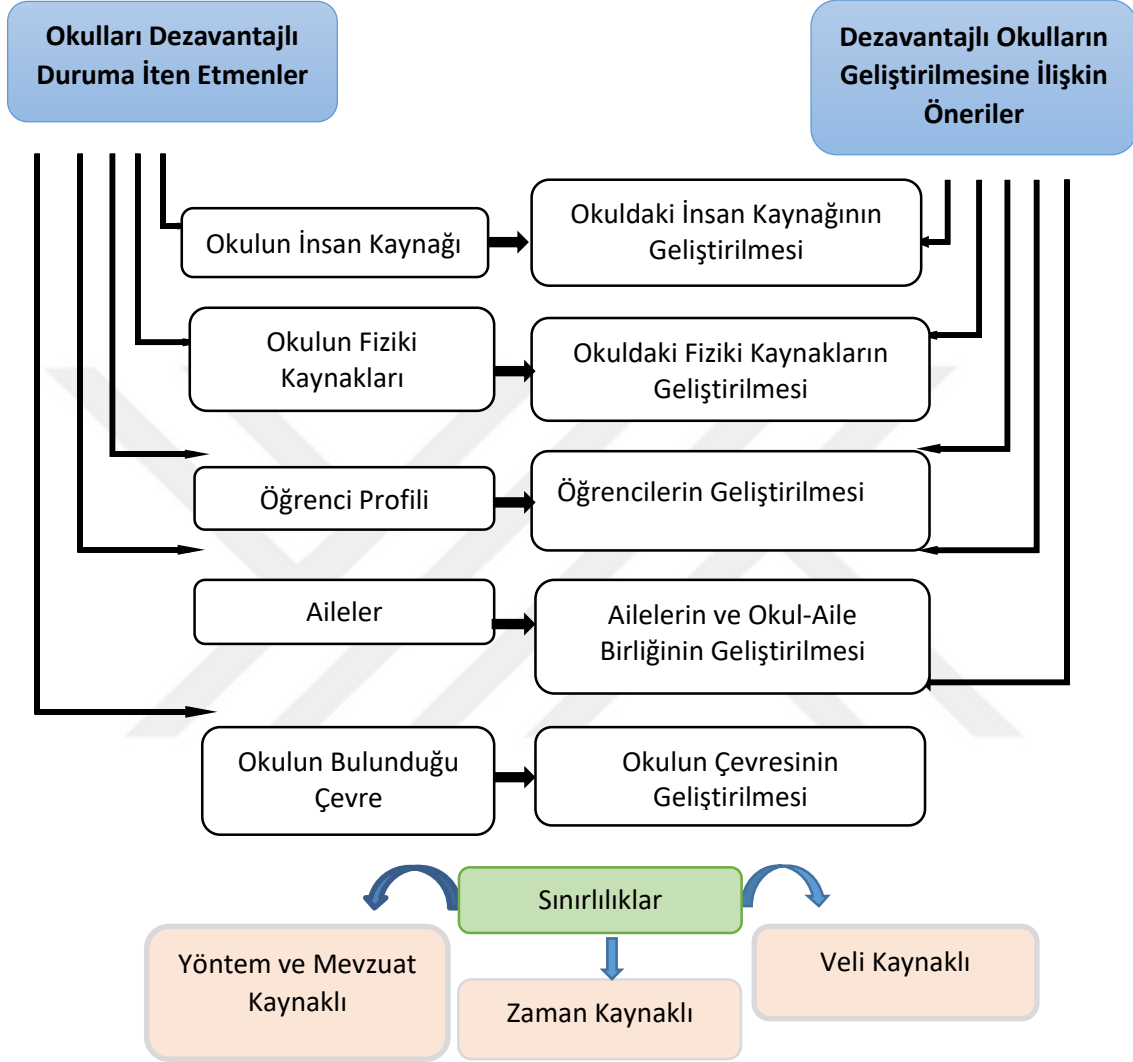 Okulları Dezavantajlı
Duruma İten Etmenler
Dezavantajlı Okulların
Geliştirilmesine İlişkin
Öneriler
Okulun İnsan Kaynağı
Okuldaki İnsan Kaynağının
Geliştirilmesi
Okulun Fiziki
Kaynakları
Okuldaki Fiziki Kaynakların
Geliştirilmesi
Öğrenci Profili
Öğrencilerin Geliştirilmesi
Aileler
Ailelerin ve Okul-Aile
Birliğinin Geliştirilmesi
Okulun Bulunduğu
Çevre
Okulun Çevresinin
Geliştirilmesi
Sınırlılıklar
Yöntem ve Mevzuat
Kaynaklı
Zaman Kaynaklı
Veli Kaynaklı